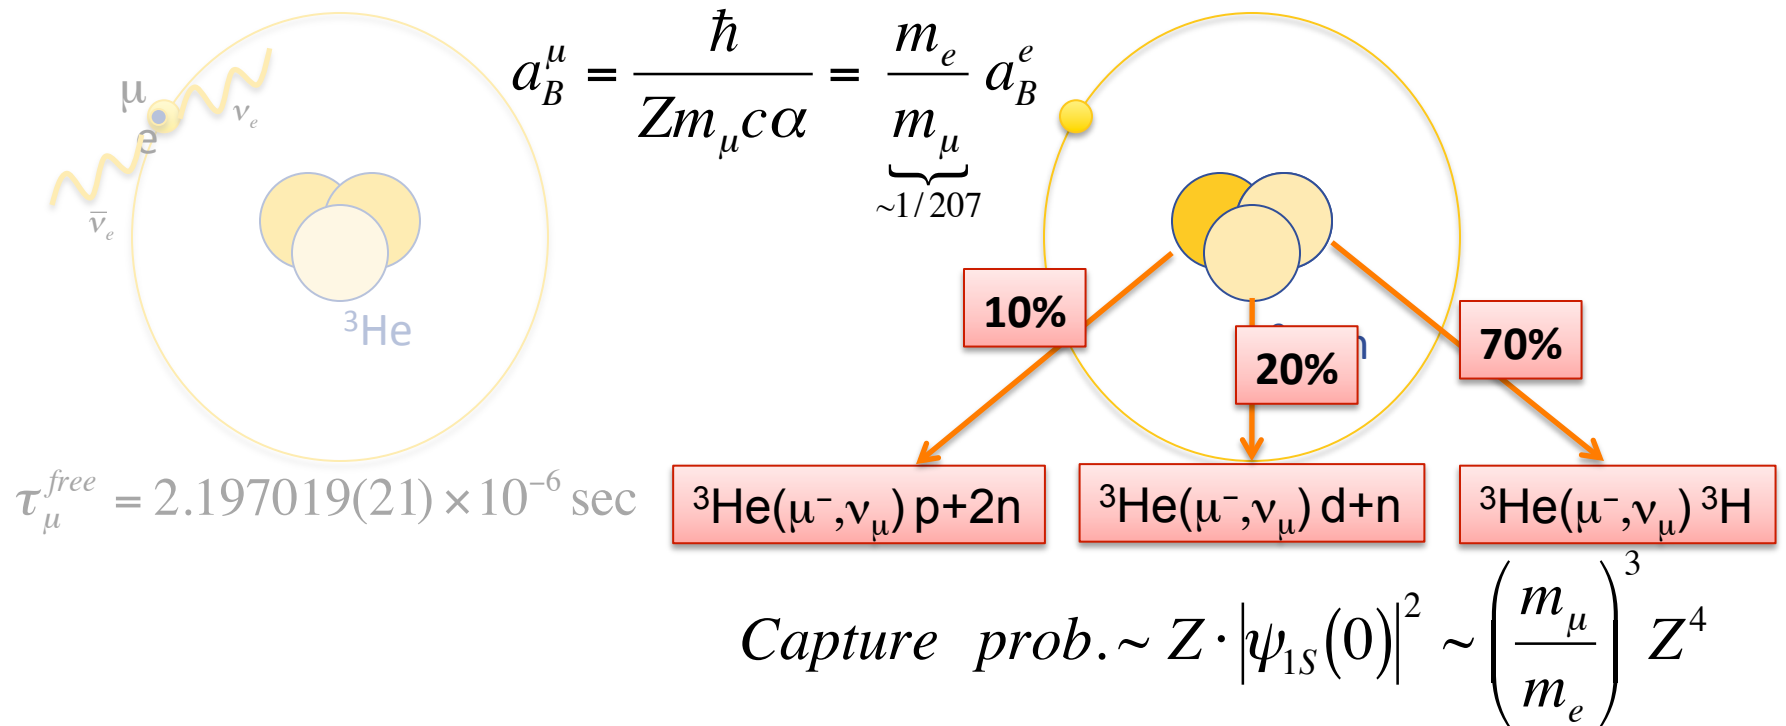 a_B^μ = ħ / (Z m_μ c α) = (m_e / m_μ) a_B^e
~1/207
μ
e
ν_e
ν̄_e
³He
10%
20%
70%
n
τ_μ^free = 2.197019(21) × 10⁻⁶ sec
³He(μ⁻,ν_μ) p+2n
³He(μ⁻,ν_μ) d+n
³He(μ⁻,ν_μ) ³H
Capture prob. ~ Z · |ψ_1S(0)|² ~ (m_μ / m_e)³ Z⁴